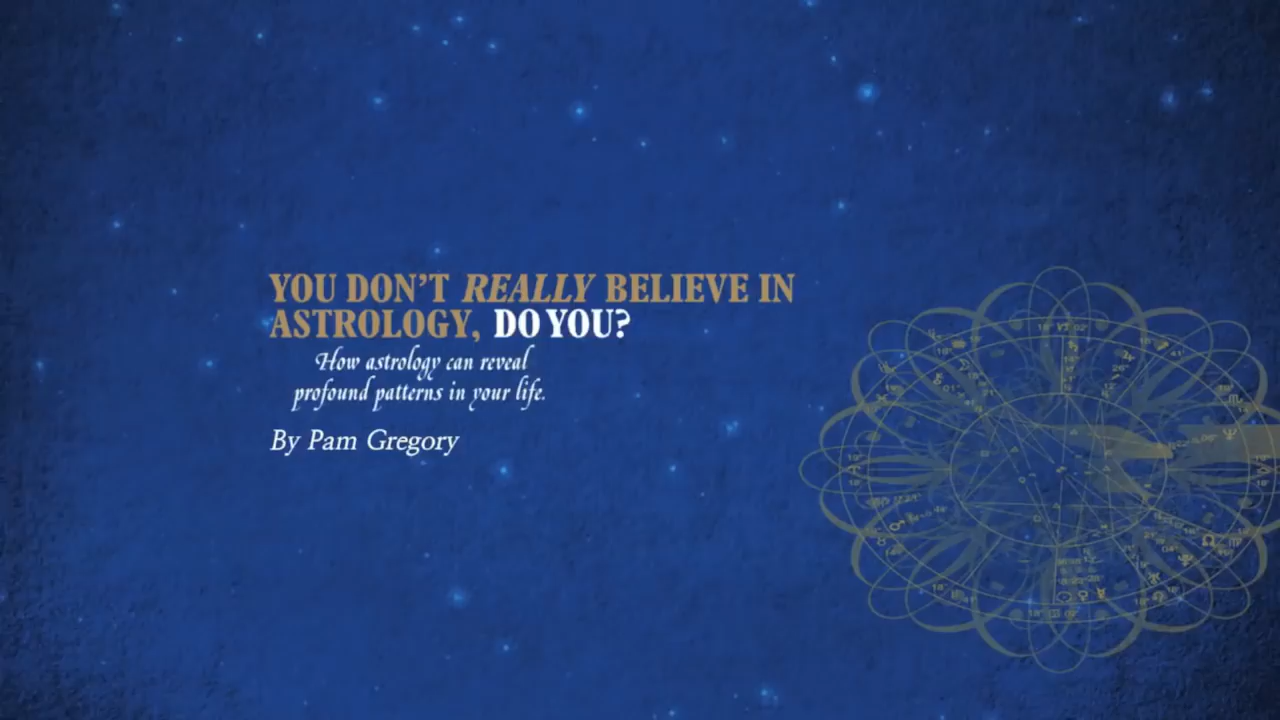 YOU DON'T REALLY BELIEVE IN
ASTROLOGY, DO YOU?
How astrology can reveal
profound patterns in your life.
By Pam Gregory